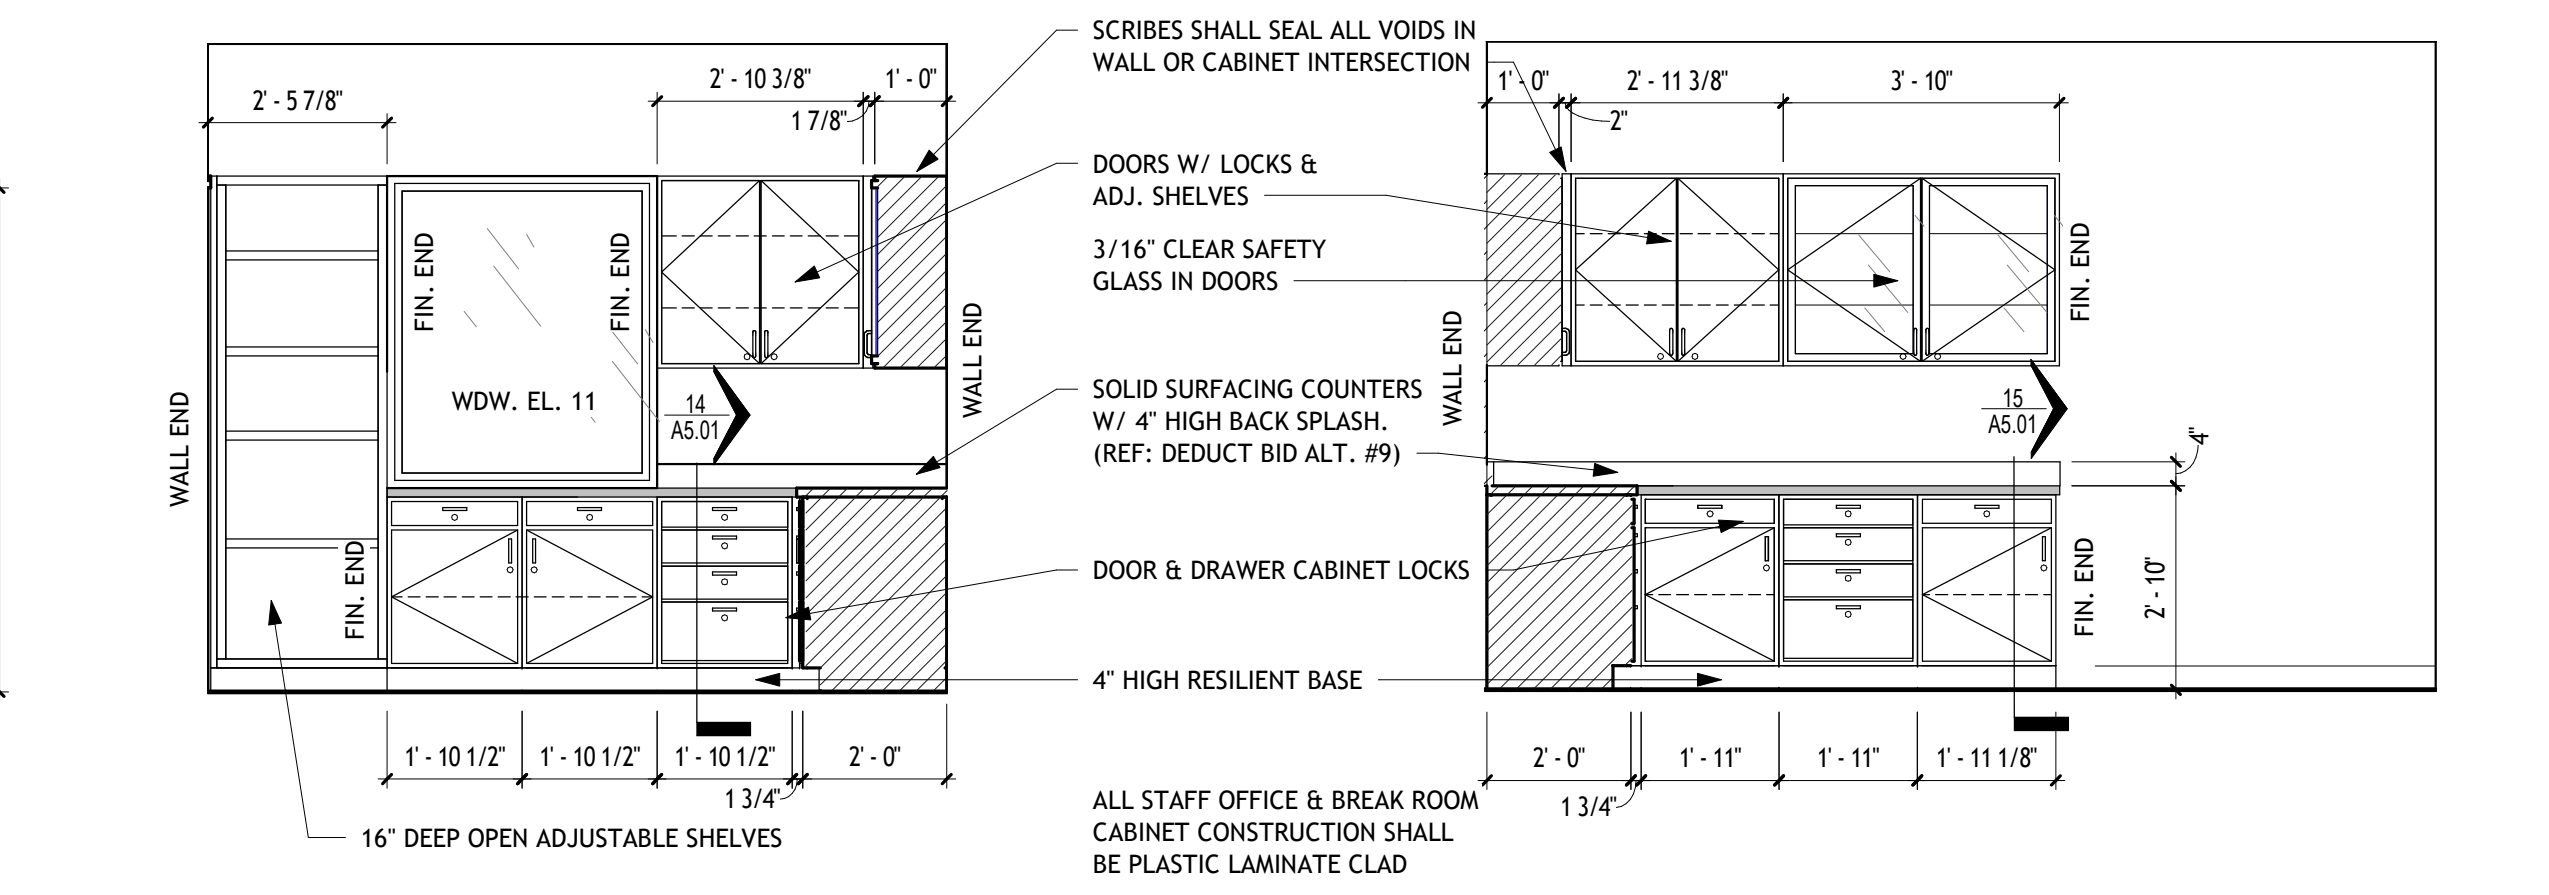 SCRIBES SHALL SEAL ALL VOIDS IN
WALL OR CABINET INTERSECTION
2' - 5 7/8"
2' - 10 3/8"
1' - 0"
1 7/8"
1' - 0"
2' - 11 3/8"
3' - 10"
2"
DOORS W/ LOCKS &
ADJ. SHELVES
3/16" CLEAR SAFETY
GLASS IN DOORS
FIN. END
FIN. END
FIN. END
WALL END
WALL END
WALL END
WDW. EL. 11
14
A5.01
15
A5.01
SOLID SURFACING COUNTERS
W/ 4" HIGH BACK SPLASH.
(REF: DEDUCT BID ALT. #9)
4"
FIN. END
FIN. END
2' - 10"
DOOR & DRAWER CABINET LOCKS
4" HIGH RESILIENT BASE
1' - 10 1/2"
1' - 10 1/2"
1' - 10 1/2"
2' - 0"
1 3/4"
2' - 0"
1' - 11"
1' - 11"
1' - 11 1/8"
1 3/4"
16" DEEP OPEN ADJUSTABLE SHELVES
ALL STAFF OFFICE & BREAK ROOM
CABINET CONSTRUCTION SHALL
BE PLASTIC LAMINATE CLAD